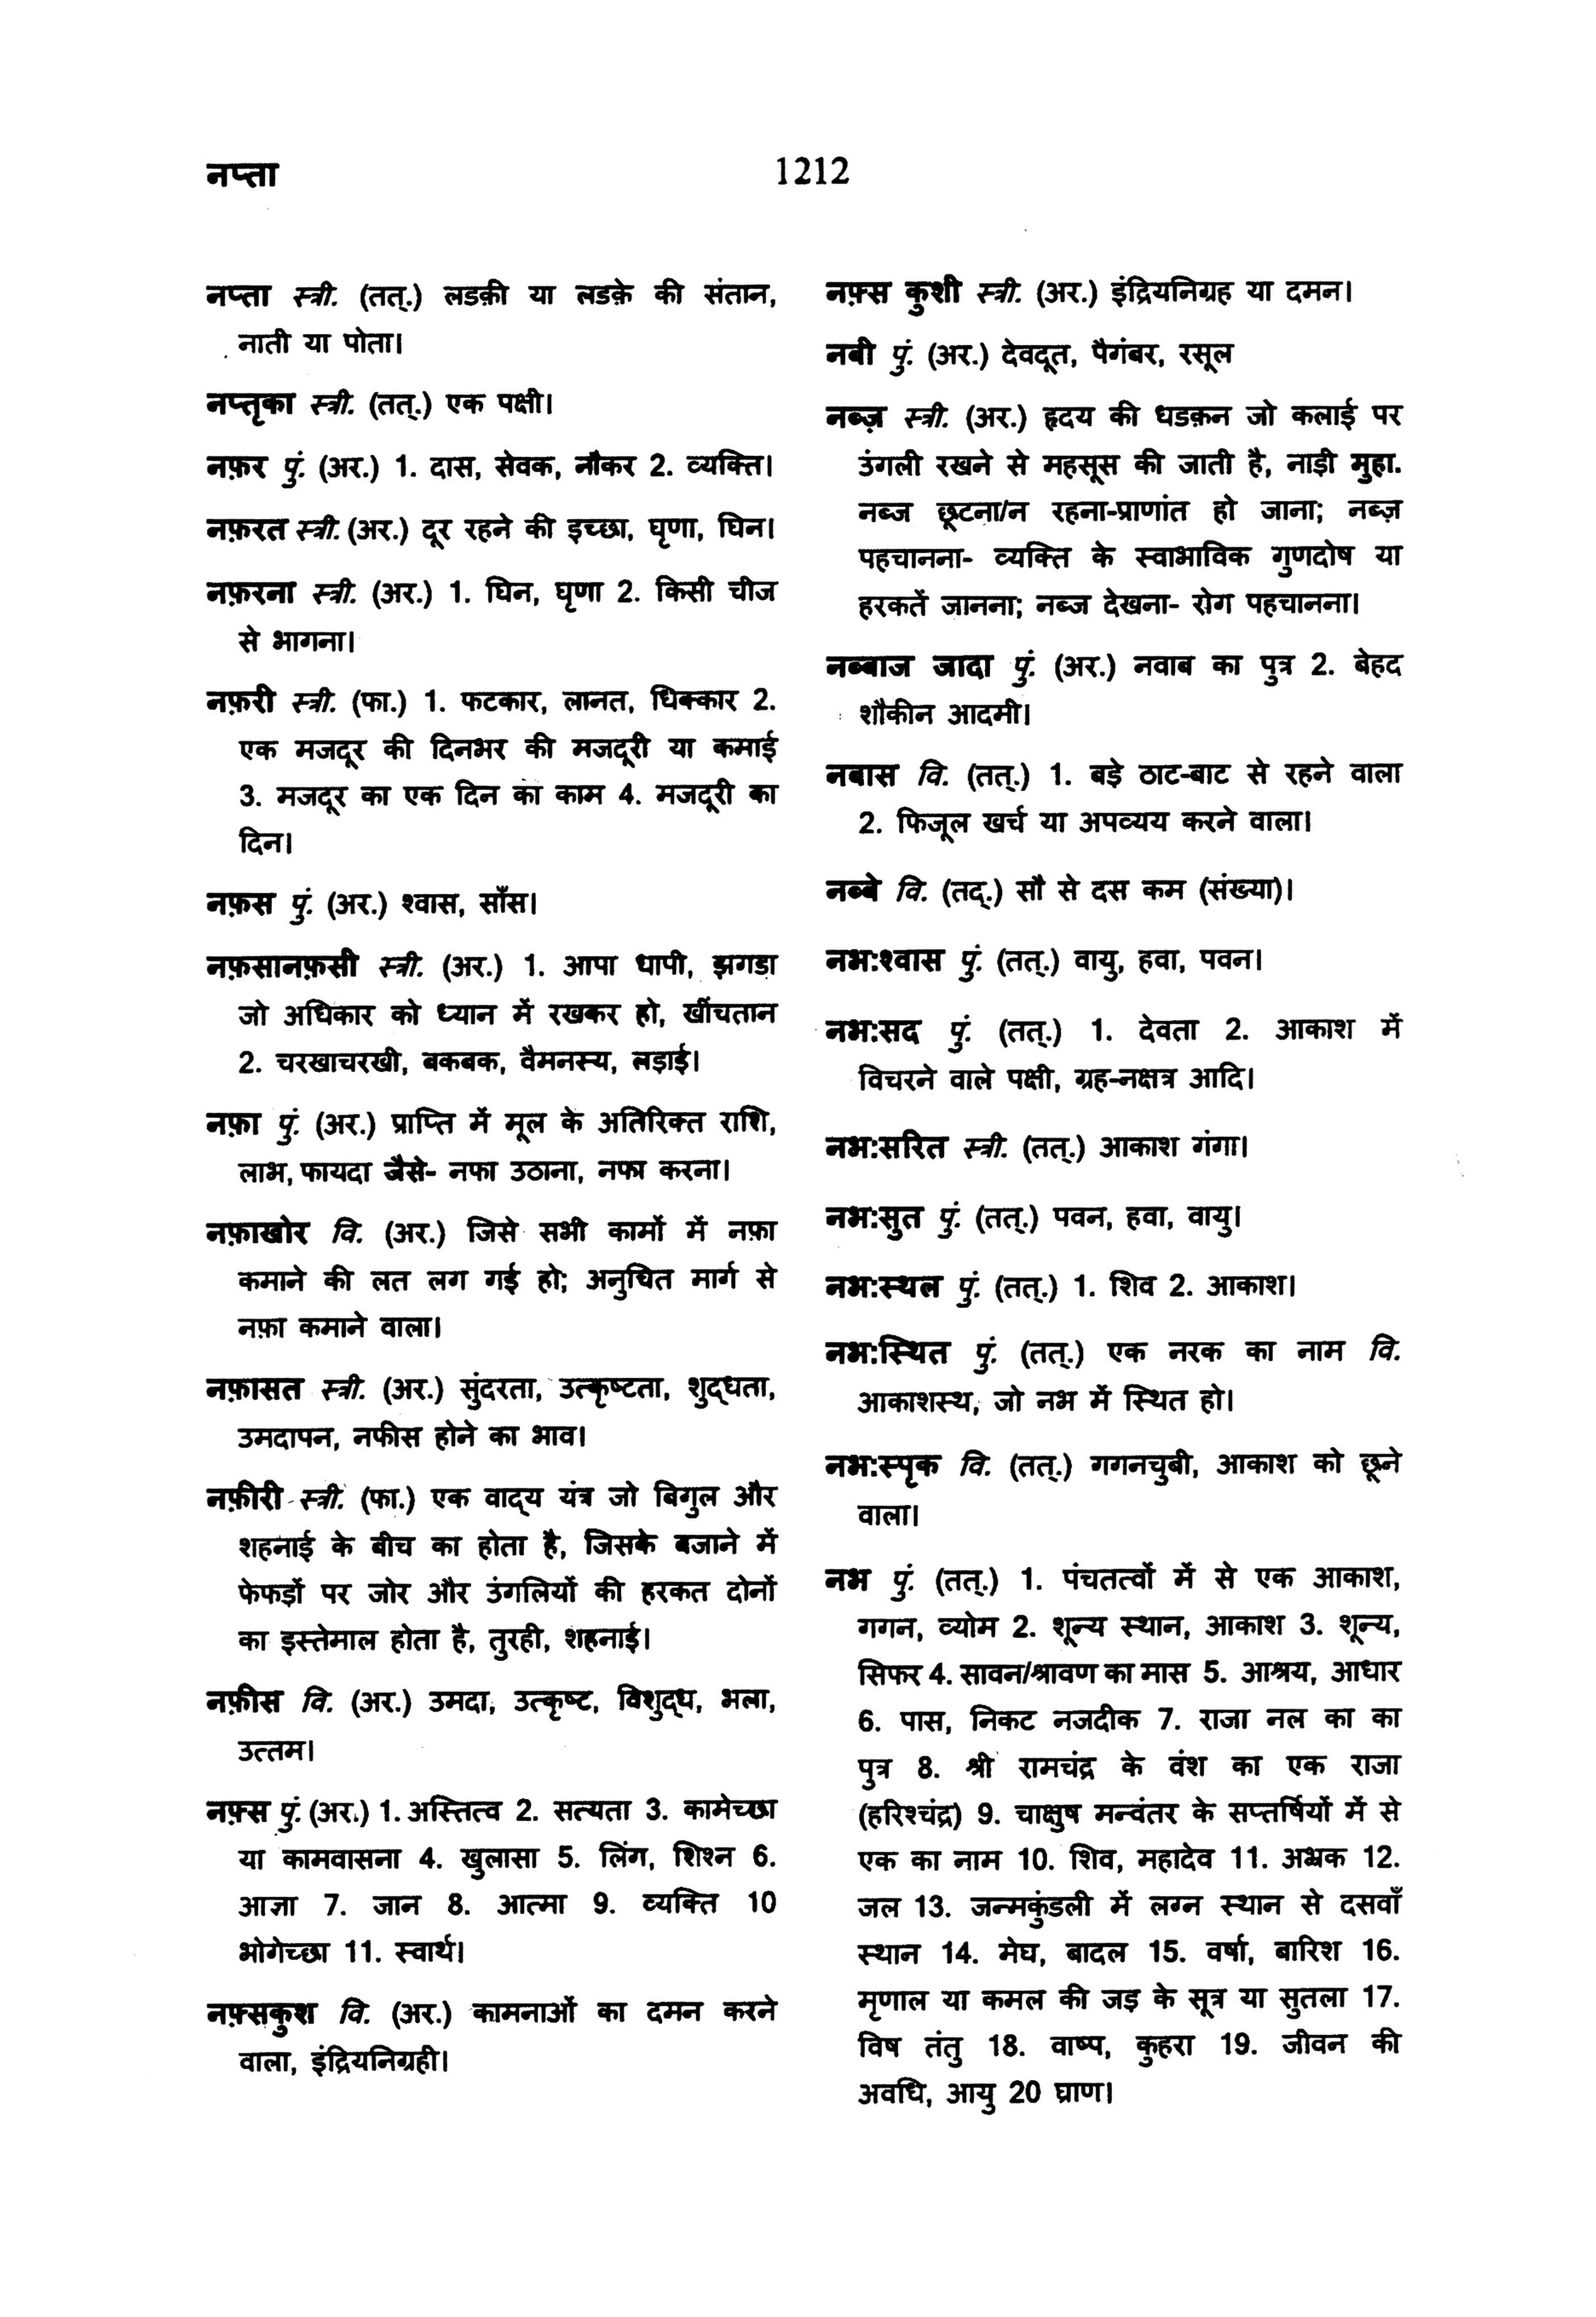 नप्ता
1212
नप्ता स्त्री. (तत्.) लडक़ी या लडक़े की संतान,
नाती या पोता।
नप्तृका स्त्री. (तत्.) एक पक्षी।
नफ़र पुं. (अर.) 1. दास, सेवक, नौकर 2. व्यक्ति।
नफ़रत स्त्री. (अर.) दूर रहने की इच्छा, घृणा, घिन।
नफ़रना स्त्री. (अर.) 1. घिन, घृणा 2. किसी चीज
से भागना।
नफ़री स्त्री. (फा.) 1. फटकार, लानत, धिक्कार 2.
एक मजदूर की दिनभर की मजदूरी या कमाई
3. मजदूर का एक दिन का काम 4. मजदूरी का
दिन।
नफ़स पुं. (अर.) श्वास, साँस।
नफ़सानफ़सी स्त्री. (अर.) 1. आपा धापी, झगडा
जो अधिकार को ध्यान में रखकर हो, खींचतान
2. चरखाचरखी, बकबक, वैमनस्य, लड़ाई।
नफ़ा पुं. (अर.) प्राप्ति में मूल के अतिरिक्त राशि,
लाभ, फायदा जैसे- नफा उठाना, नफा करना।
नफ़ाखोर वि. (अर.) जिसे सभी कामों में नफ़ा
कमाने की लत लग गई हो; अनुचित मार्ग से
नफ़ा कमाने वाला।
नफ़ासत स्त्री. (अर.) सुंदरता, उत्कृष्टता, शुद्‌धता,
उमदापन, नफीस होने का भाव।
नफ़ीरी स्त्री. (फा.) एक वाद्‌य यंत्र जो बिगुल और
शहनाई के बीच का होता है, जिसके बजाने में
फेफड़ों पर जोर और उंगलियों की हरकत दोनों
का इस्तेमाल होता है, तुरही, शहनाई।
नफ़ीस वि. (अर.) उमदा, उत्कृष्ट, विशुद्‌ध, भला,
उत्तम।
नफ़्स पुं. (अर.) 1. अस्तित्व 2. सत्यता 3. कामेच्छा
या कामवासना 4. खुलासा 5. लिंग, शिश्न 6.
आज्ञा 7. जान 8. आत्मा 9. व्यक्ति 10
भोगेच्छा 11. स्वार्थ।
नफ़्सकुश वि. (अर.) कामनाओं का दमन करने
वाला, इंद्रियनिग्रही।
नफ़्स कुशी स्त्री. (अर.) इंद्रियनिग्रह या दमन।
नबी पुं. (अर.) देवदूत, पैगंबर, रसूल
नब्ज़ स्त्री. (अर.) हृदय की धडक़न जो कलाई पर
उंगली रखने से महसूस की जाती है, नाड़ी मुहा.
नब्ज छूटना/न रहना-प्राणांत हो जाना; नब्ज़
पहचानना- व्यक्ति के स्वाभाविक गुणदोष या
हरकतें जानना; नब्ज देखना- रोग पहचानना।
नब्बाज जादा पुं. (अर.) नवाब का पुत्र 2. बेहद
शौकीन आदमी।
नबास वि. (तत्.) 1. बड़े ठाट-बाट से रहने वाला
2. फिजूल खर्च या अपव्यय करने वाला।
नब्बे वि. (तद्.) सौ से दस कम (संख्या)।
नभ:श्वास पुं. (तत्.) वायु, हवा, पवन।
नभ:सद पुं. (तत्.) 1. देवता 2. आकाश में
विचरने वाले पक्षी, ग्रह-नक्षत्र आदि।
नभ:सरित स्त्री. (तत्.) आकाश गंगा।
नभ:सुत पुं. (तत्.) पवन, हवा, वायु।
नभ:स्थल पुं. (तत्.) 1. शिव 2. आकाश।
नभ:स्थित पुं. (तत्.) एक नरक का नाम वि.
आकाशस्थ, जो नभ में स्थित हो।
नभ:स्पृक वि. (तत्.) गगनचुबी, आकाश को छूने
वाला।
नभ पुं. (तत्.) 1. पंचतत्वों में से एक आकाश,
गगन, व्योम 2. शून्य स्थान, आकाश 3. शून्य,
सिफर 4. सावन/श्रावण का मास 5. आश्रय, आधार
6. पास, निकट नजदीक 7. राजा नल का का
पुत्र 8. श्री रामचंद्र के वंश का एक राजा
(हरिश्चंद्र) 9. चाक्षुष मन्वंतर के सप्तर्षियों में से
एक का नाम 10. शिव, महादेव 11. अभ्रक 12.
जल 13. जन्मकुंडली में लग्न स्थान से दसवाँ
स्थान 14. मेघ, बादल 15. वर्षा, बारिश 16.
मृणाल या कमल की जड़ के सूत्र या सुतला 17.
विष तंतु 18. वाष्प, कुहरा 19. जीवन की
अवधि, आयु 20 घ्राण।